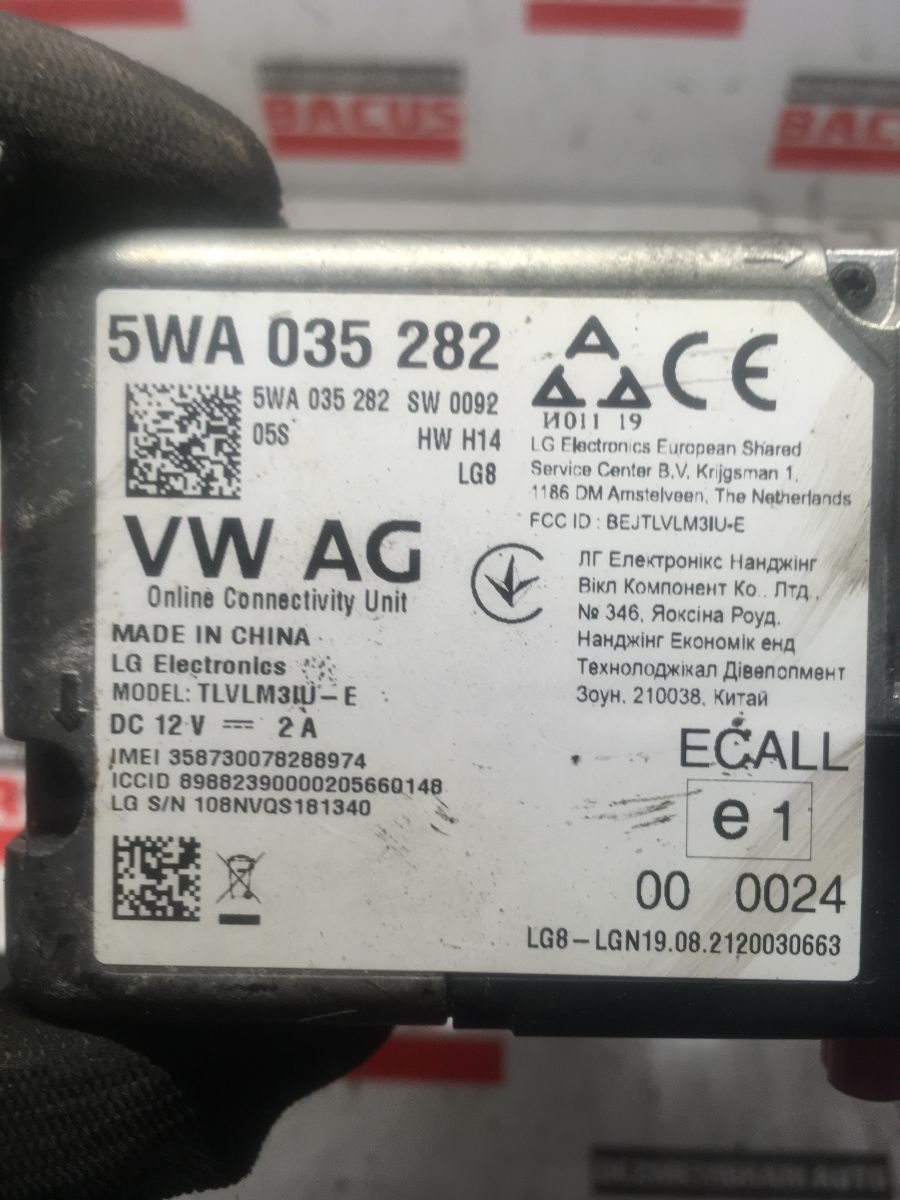 BACUS
BACUS
5WA 035 282
5WA 035 282 SW 0092
05S HW H14
LG8
VW AG
Online Connectivity Unit
MADE IN CHINA
LG Electronics
MODEL: TLVLM3IU-E
DC 12 V ⎓ 2 A
IMEI 358730078288974
ICCID 89882390000205660148
LG S/N 108NVQS181340
CE
И011 19
LG Electronics European Shared
Service Center B.V. Krijgsman 1,
1186 DM Amstelveen, The Netherlands
FCC ID : BEJTLVLM3IU-E
ЛГ Електронікс Нанджінг
Вікл Компонент Ко., Лтд.,
№ 346, Яоксіна Роуд,
Нанджінг Економік енд
Технолоджікал Дівелопмент
Зоун, 210038, Китай
ECALL
e 1
00 0024
LG8-LGN19.08.2120030663